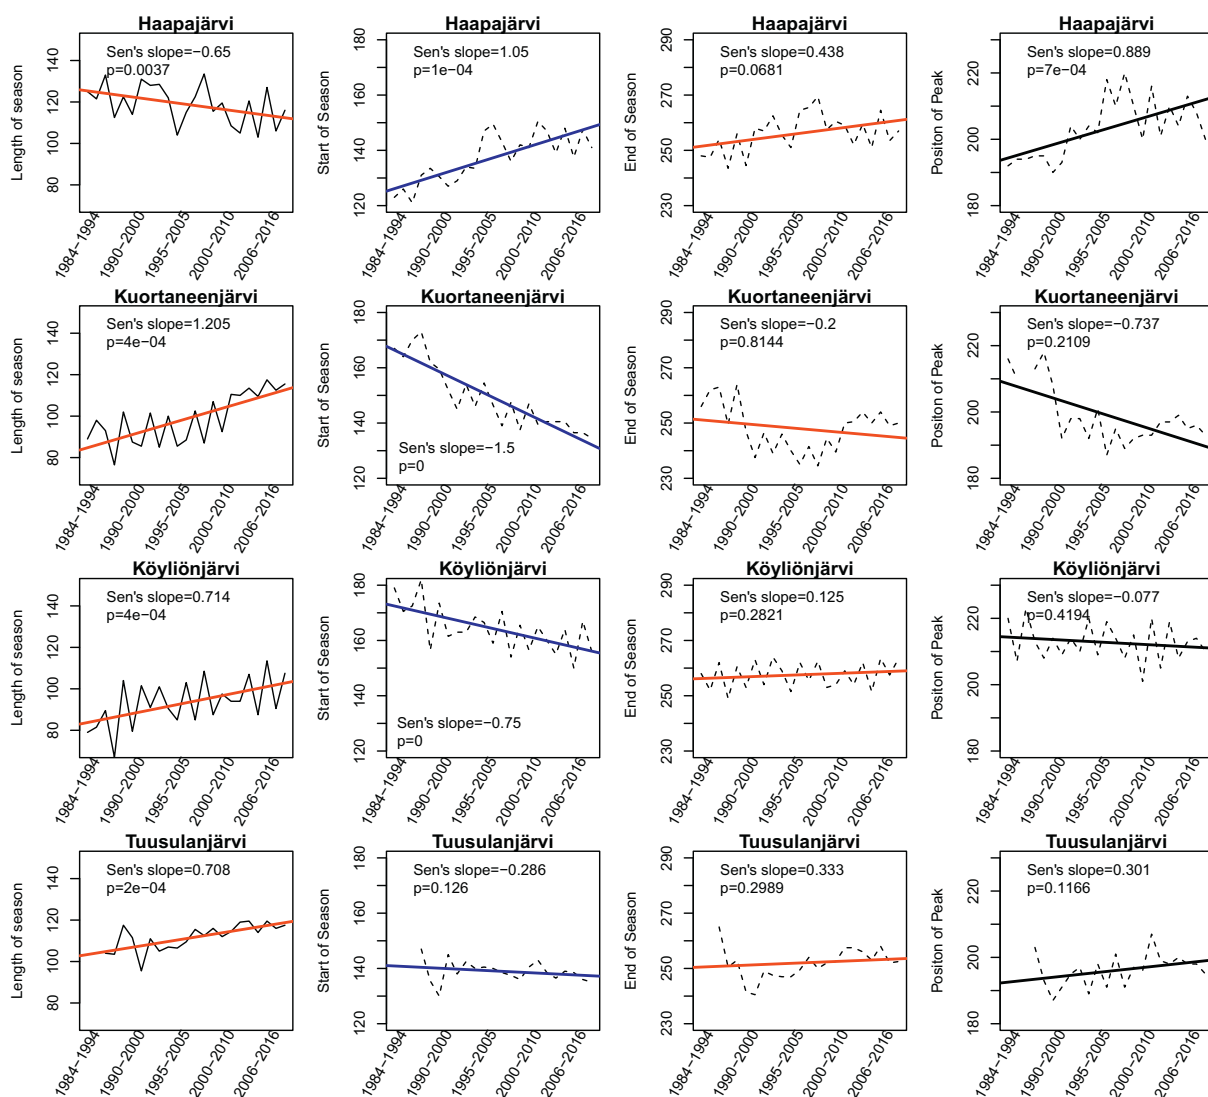 Haapajärvi
Length of season
Sen's slope=−0.65
p=0.0037
80
100
120
140
1984−1994
1990−2000
1995−2005
2000−2010
2006−2016
Haapajärvi
Start of Season
Sen's slope=1.05
p=1e−04
120
140
160
180
1984−1994
1990−2000
1995−2005
2000−2010
2006−2016
Haapajärvi
End of Season
Sen's slope=0.438
p=0.0681
230
250
270
290
1984−1994
1990−2000
1995−2005
2000−2010
2006−2016
Haapajärvi
Positon of Peak
Sen's slope=0.889
p=7e−04
180
200
220
1984−1994
1990−2000
1995−2005
2000−2010
2006−2016
Kuortaneenjärvi
Length of season
Sen's slope=1.205
p=4e−04
80
100
120
140
1984−1994
1990−2000
1995−2005
2000−2010
2006−2016
Kuortaneenjärvi
Start of Season
Sen's slope=−1.5
p=0
120
140
160
180
1984−1994
1990−2000
1995−2005
2000−2010
2006−2016
Kuortaneenjärvi
End of Season
Sen's slope=−0.2
p=0.8144
230
250
270
290
1984−1994
1990−2000
1995−2005
2000−2010
2006−2016
Kuortaneenjärvi
Positon of Peak
Sen's slope=−0.737
p=0.2109
180
200
220
1984−1994
1990−2000
1995−2005
2000−2010
2006−2016
Köyliönjärvi
Length of season
Sen's slope=0.714
p=4e−04
80
100
120
140
1984−1994
1990−2000
1995−2005
2000−2010
2006−2016
Köyliönjärvi
Start of Season
Sen's slope=−0.75
p=0
120
140
160
180
1984−1994
1990−2000
1995−2005
2000−2010
2006−2016
Köyliönjärvi
End of Season
Sen's slope=0.125
p=0.2821
230
250
270
290
1984−1994
1990−2000
1995−2005
2000−2010
2006−2016
Köyliönjärvi
Positon of Peak
Sen's slope=−0.077
p=0.4194
180
200
220
1984−1994
1990−2000
1995−2005
2000−2010
2006−2016
Tuusulanjärvi
Length of season
Sen's slope=0.708
p=2e−04
80
100
120
140
1984−1994
1990−2000
1995−2005
2000−2010
2006−2016
Tuusulanjärvi
Start of Season
Sen's slope=−0.286
p=0.126
120
140
160
180
1984−1994
1990−2000
1995−2005
2000−2010
2006−2016
Tuusulanjärvi
End of Season
Sen's slope=0.333
p=0.2989
230
250
270
290
1984−1994
1990−2000
1995−2005
2000−2010
2006−2016
Tuusulanjärvi
Positon of Peak
Sen's slope=0.301
p=0.1166
180
200
220
1984−1994
1990−2000
1995−2005
2000−2010
2006−2016